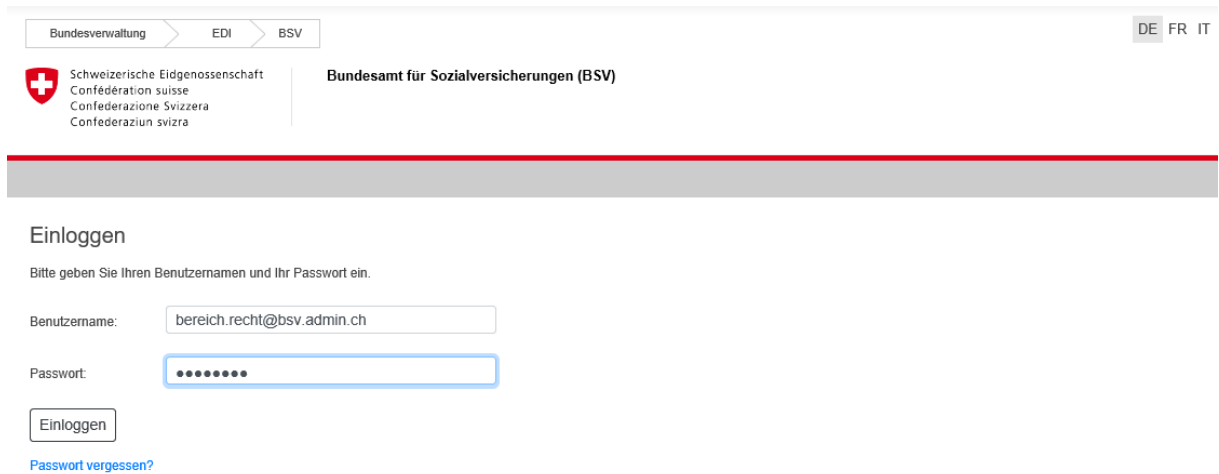 Bundesverwaltung EDI BSV
DE FR IT
Schweizerische Eidgenossenschaft
Confédération suisse
Confederazione Svizzera
Confederaziun svizra
Bundesamt für Sozialversicherungen (BSV)
Einloggen
Bitte geben Sie Ihren Benutzernamen und Ihr Passwort ein.
Benutzername: bereich.recht@bsv.admin.ch
Passwort: ●●●●●●●●
Einloggen
Passwort vergessen?